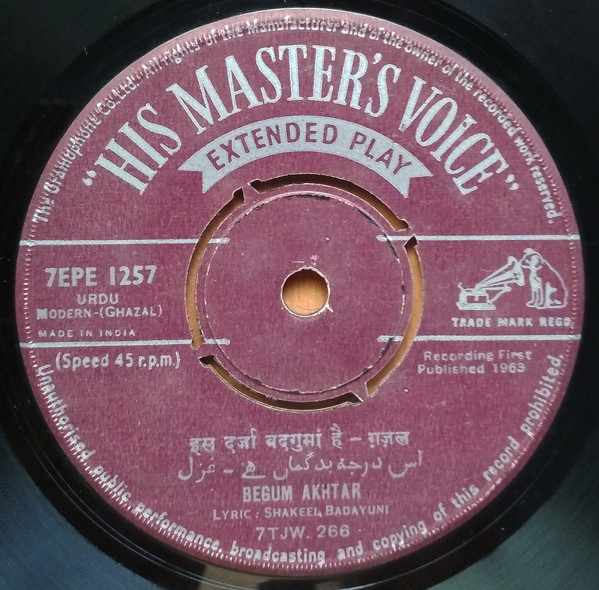 The Gramophone Co. Ltd. All rights of the Manufacturer and of the owner of the recorded work reserved.
"HIS MASTER'S VOICE"
EXTENDED PLAY
7EPE 1257
URDU
MODERN-(GHAZAL)
MADE IN INDIA
(Speed 45 r.p.m.)
TRADE MARK REGD
Recording First
Published 1963
इस दर्जा बदगुमां है - ग़ज़ल
اس درجہ بدگماں ہے - غزل
BEGUM AKHTAR
LYRIC : SHAKEEL BADAYUNI
7TJW. 266
Unauthorised public performance, broadcasting and copying of this record prohibited.